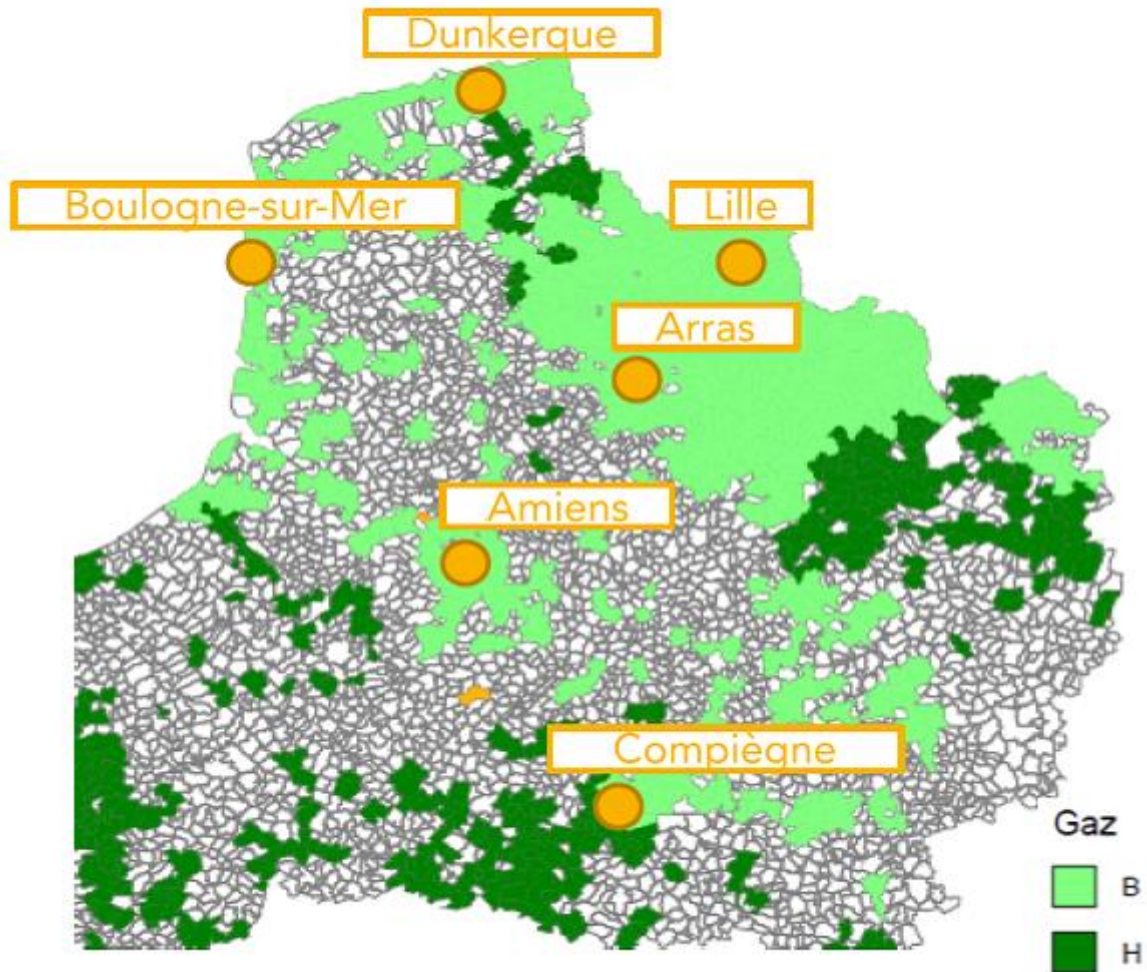 Dunkerque
Boulogne-sur-Mer
Lille
Arras
Amiens
Compiègne
Gaz
B
H